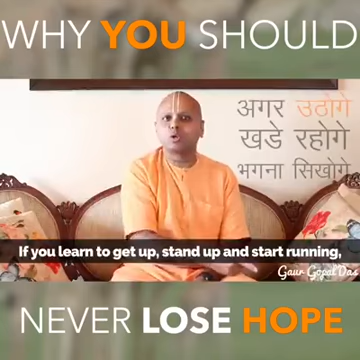 WHY YOU SHOULD
अगर उठोगे
खडे रहोगे
भगना सिखोगे
If you learn to get up, stand up and start running,
Gaur Gopal Das
NEVER LOSE HOPE